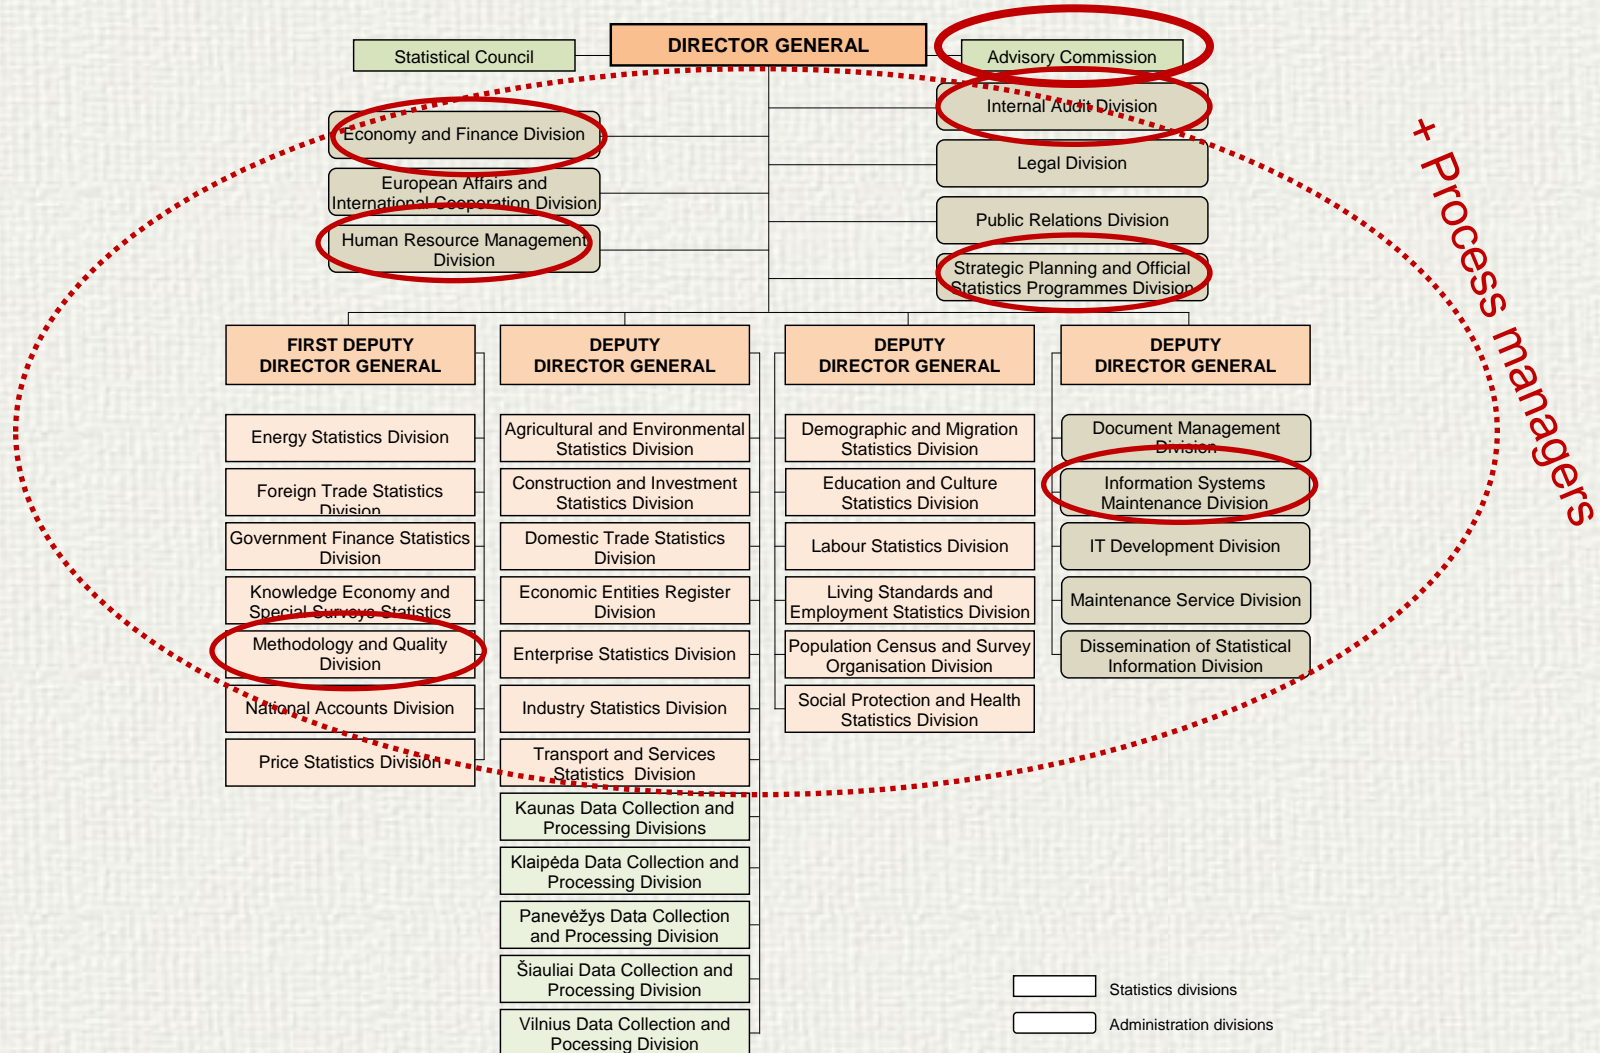 DIRECTOR GENERAL
Statistical Council
Advisory Commission
Internal Audit Division
Economy and Finance Division
Legal Division
European Affairs and
International Cooperation Division
Public Relations Division
Human Resource Management
Division
Strategic Planning and Official
Statistics Programmes Division
+ Process managers
FIRST DEPUTY
DIRECTOR GENERAL
DEPUTY
DIRECTOR GENERAL
DEPUTY
DIRECTOR GENERAL
DEPUTY
DIRECTOR GENERAL
Energy Statistics Division
Foreign Trade Statistics
Division
Government Finance Statistics
Division
Knowledge Economy and
Special Surveys Statistics
Methodology and Quality
Division
National Accounts Division
Price Statistics Division
Agricultural and Environmental
Statistics Division
Construction and Investment
Statistics Division
Domestic Trade Statistics
Division
Economic Entities Register
Division
Enterprise Statistics Division
Industry Statistics Division
Transport and Services
Statistics Division
Kaunas Data Collection and
Processing Divisions
Klaipėda Data Collection and
Processing Division
Panevėžys Data Collection
and Processing Division
Šiauliai Data Collection and
Processing Division
Vilnius Data Collection and
Pocessing Division
Demographic and Migration
Statistics Division
Education and Culture
Statistics Division
Labour Statistics Division
Living Standards and
Employment Statistics Division
Population Census and Survey
Organisation Division
Social Protection and Health
Statistics Division
Document Management
Division
Information Systems
Maintenance Division
IT Development Division
Maintenance Service Division
Dissemination of Statistical
Information Division
Statistics divisions
Administration divisions